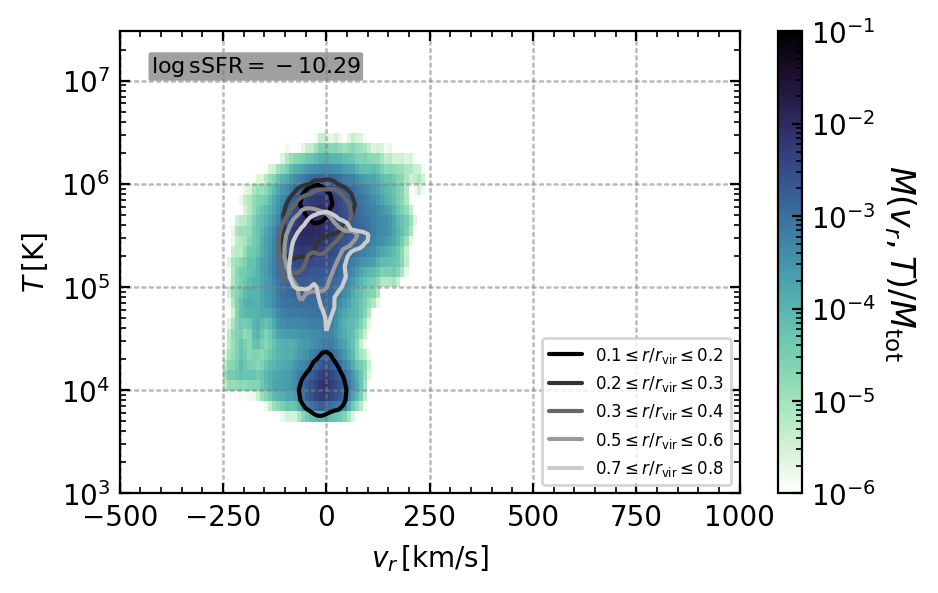 log sSFR = −10.29
10⁷
10⁶
10⁵
10⁴
10³
T [K]
−500 −250 0 250 500 750 1000
v_r [km/s]
0.1 ≤ r/r_vir ≤ 0.2
0.2 ≤ r/r_vir ≤ 0.3
0.3 ≤ r/r_vir ≤ 0.4
0.5 ≤ r/r_vir ≤ 0.6
0.7 ≤ r/r_vir ≤ 0.8
10⁻¹
10⁻²
10⁻³
10⁻⁴
10⁻⁵
10⁻⁶
M(v_r, T)/M_tot